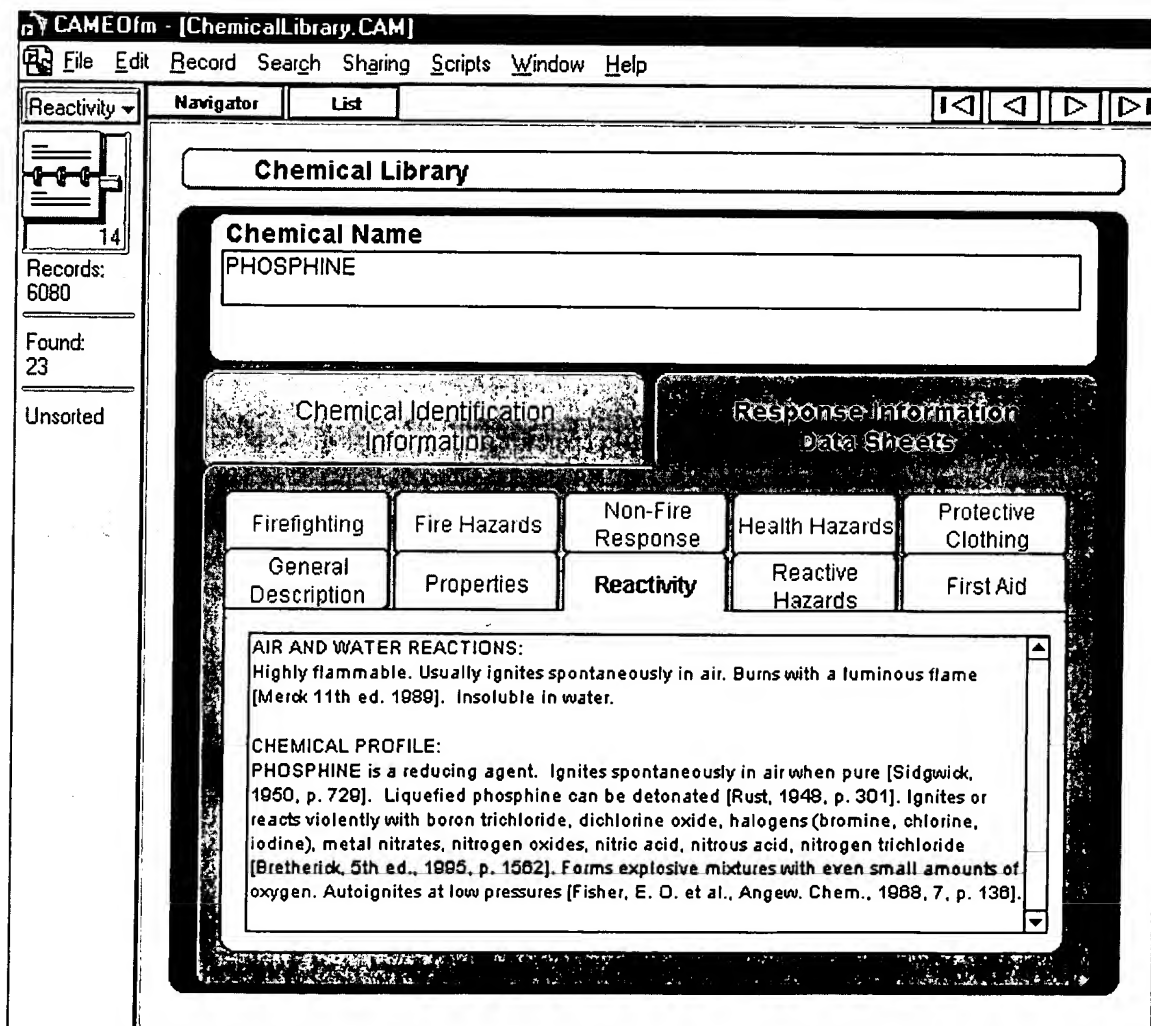 CAMEOfm - [ChemicalLibrary.CAM]
File Edit Record Search Sharing Scripts Window Help
Reactivity Navigator List
14
Records:
6080
Found:
23
Unsorted
Chemical Library
Chemical Name
PHOSPHINE
Chemical Identification
Information
Response Information
Data Sheets
Firefighting
Fire Hazards
Non-Fire
Response
Health Hazards
Protective
Clothing
General
Description
Properties
Reactivity
Reactive
Hazards
First Aid
AIR AND WATER REACTIONS:
Highly flammable. Usually ignites spontaneously in air. Burns with a luminous flame
[Merck 11th ed. 1989]. Insoluble in water.
CHEMICAL PROFILE:
PHOSPHINE is a reducing agent. Ignites spontaneously in air when pure [Sidgwick,
1950, p. 729]. Liquefied phosphine can be detonated [Rust, 1948, p. 301]. Ignites or
reacts violently with boron trichloride, dichlorine oxide, halogens (bromine, chlorine,
iodine), metal nitrates, nitrogen oxides, nitric acid, nitrous acid, nitrogen trichloride
[Bretherick, 5th ed., 1995, p. 1562]. Forms explosive mixtures with even small amounts of
oxygen. Autoignites at low pressures [Fisher, E. O. et al., Angew. Chem., 1968, 7, p. 136].